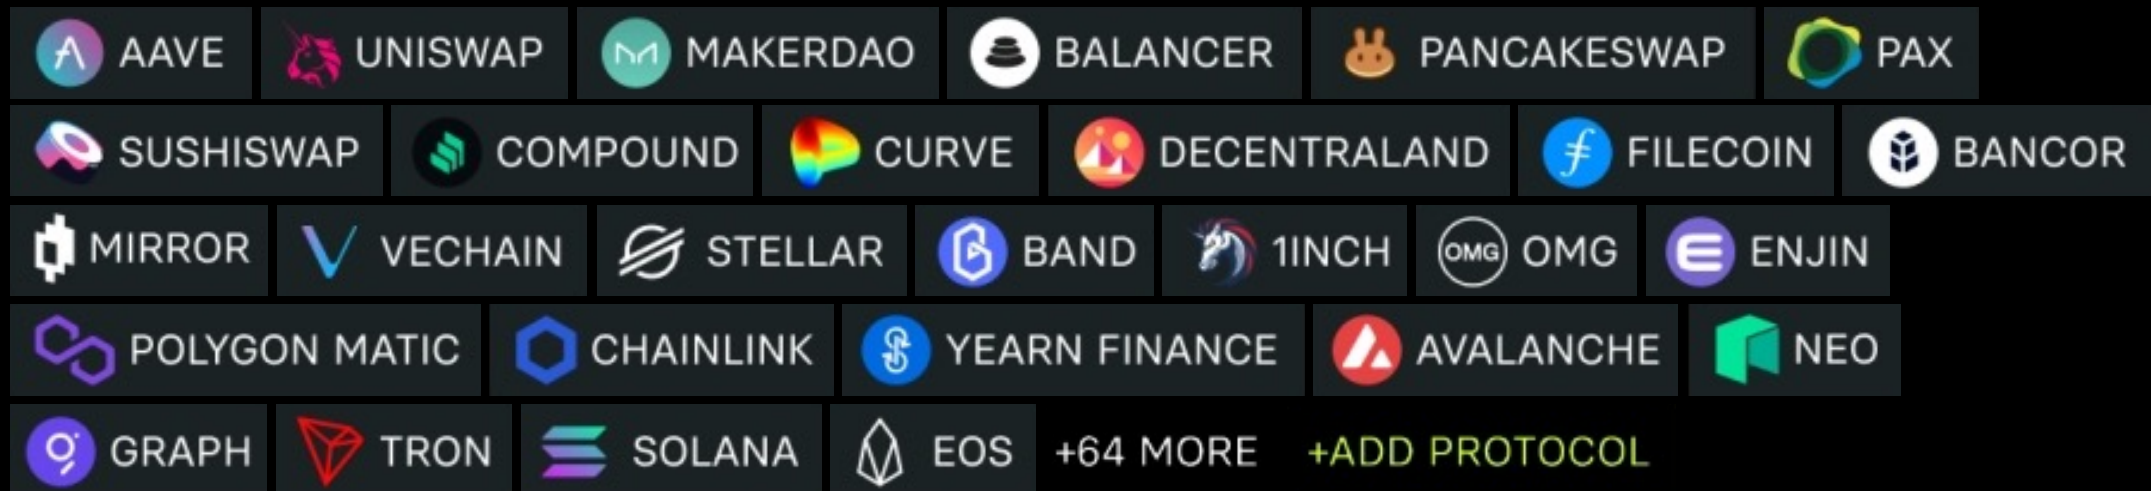 AAVE UNISWAP MAKERDAO BALANCER PANCAKESWAP PAX
SUSHISWAP COMPOUND CURVE DECENTRALAND FILECOIN BANCOR
MIRROR VECHAIN STELLAR BAND 1INCH OMG OMG ENJIN
POLYGON MATIC CHAINLINK YEARN FINANCE AVALANCHE NEO
GRAPH TRON SOLANA EOS +64 MORE +ADD PROTOCOL